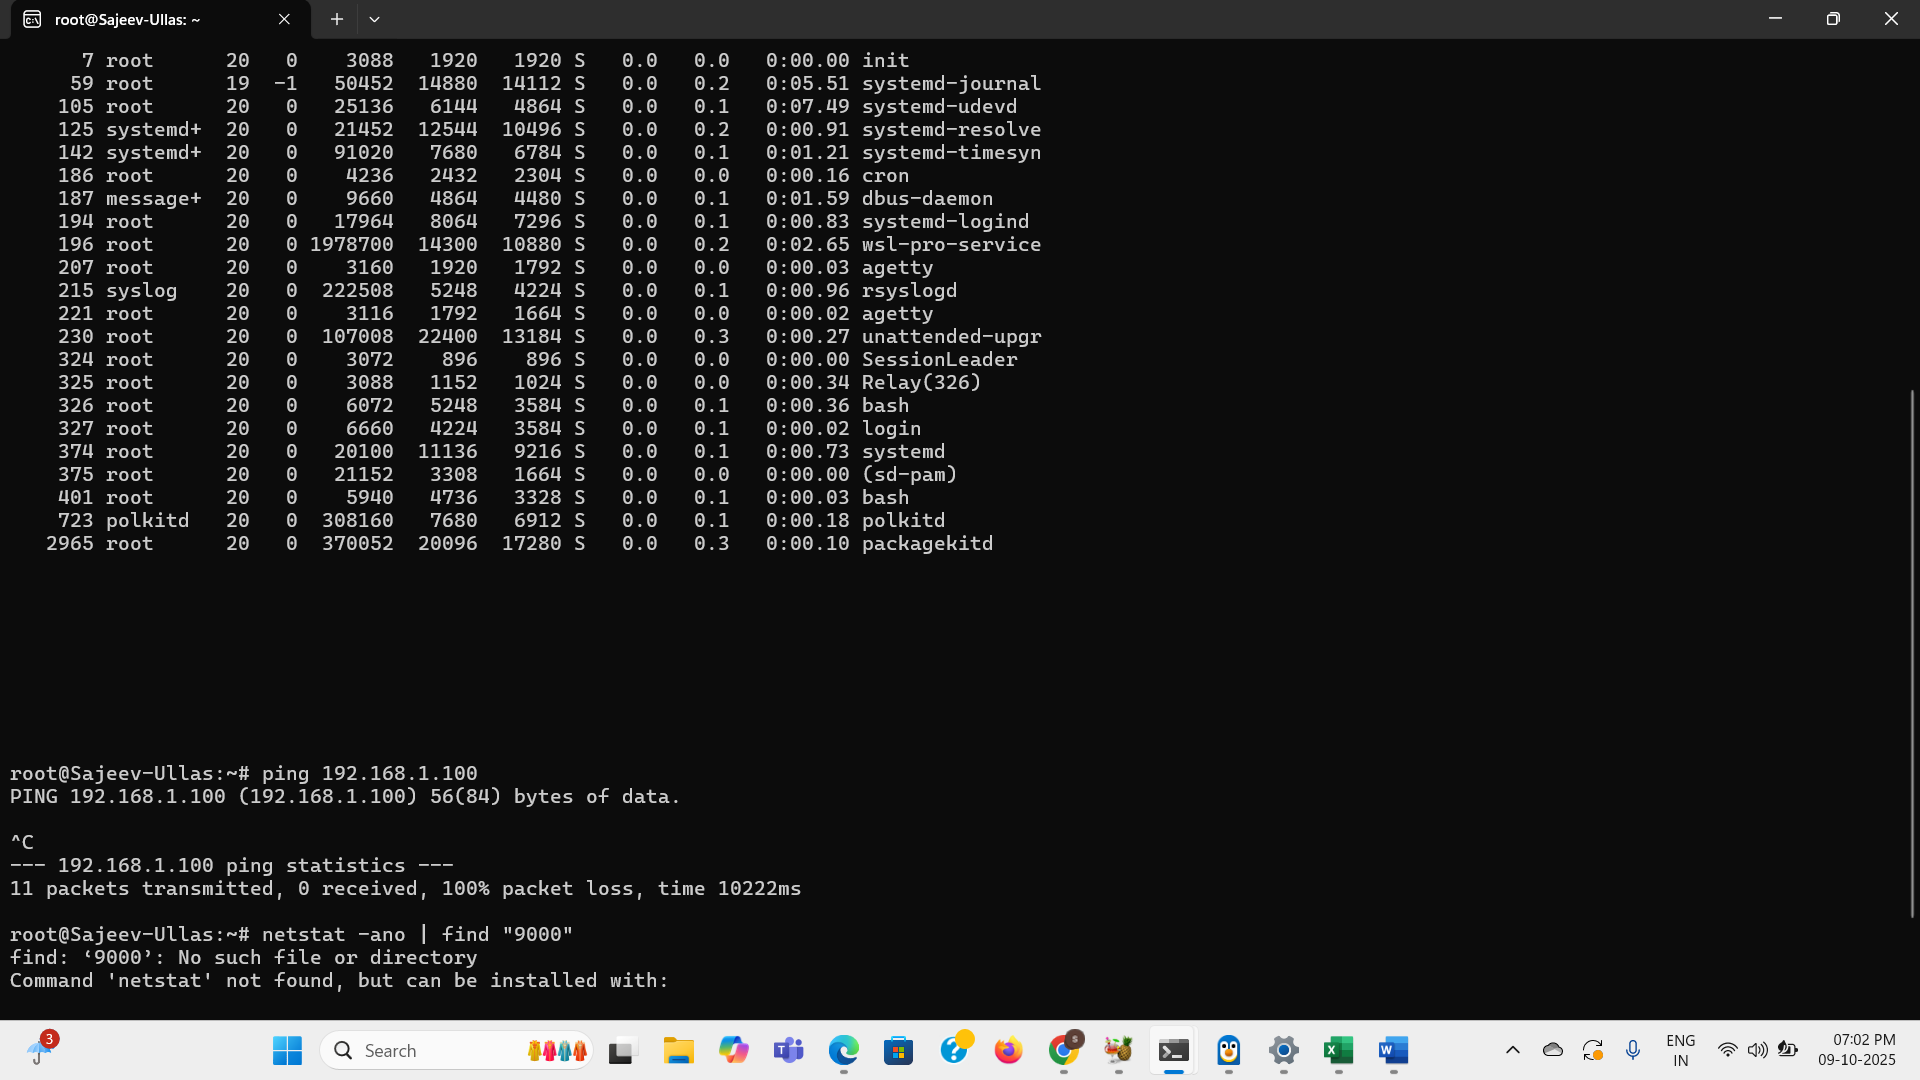 root@Sajeev-Ullas: ~
7 root 20 0 3088 1920 1920 S 0.0 0.0 0:00.00 init
59 root 19 -1 50452 14880 14112 S 0.0 0.2 0:05.51 systemd-journal
105 root 20 0 25136 6144 4864 S 0.0 0.1 0:07.49 systemd-udevd
125 systemd+ 20 0 21452 12544 10496 S 0.0 0.2 0:00.91 systemd-resolve
142 systemd+ 20 0 91020 7680 6784 S 0.0 0.1 0:01.21 systemd-timesyn
186 root 20 0 4236 2432 2304 S 0.0 0.0 0:00.16 cron
187 message+ 20 0 9660 4864 4480 S 0.0 0.1 0:01.59 dbus-daemon
194 root 20 0 17964 8064 7296 S 0.0 0.1 0:00.83 systemd-logind
196 root 20 0 1978700 14300 10880 S 0.0 0.2 0:02.65 wsl-pro-service
207 root 20 0 3160 1920 1792 S 0.0 0.0 0:00.03 agetty
215 syslog 20 0 222508 5248 4224 S 0.0 0.1 0:00.96 rsyslogd
221 root 20 0 3116 1792 1664 S 0.0 0.0 0:00.02 agetty
230 root 20 0 107008 22400 13184 S 0.0 0.3 0:00.27 unattended-upgr
324 root 20 0 3072 896 896 S 0.0 0.0 0:00.00 SessionLeader
325 root 20 0 3088 1152 1024 S 0.0 0.0 0:00.34 Relay(326)
326 root 20 0 6072 5248 3584 S 0.0 0.1 0:00.36 bash
327 root 20 0 6660 4224 3584 S 0.0 0.1 0:00.02 login
374 root 20 0 20100 11136 9216 S 0.0 0.1 0:00.73 systemd
375 root 20 0 21152 3308 1664 S 0.0 0.0 0:00.00 (sd-pam)
401 root 20 0 5940 4736 3328 S 0.0 0.1 0:00.03 bash
723 polkitd 20 0 308160 7680 6912 S 0.0 0.1 0:00.18 polkitd
2965 root 20 0 370052 20096 17280 S 0.0 0.3 0:00.10 packagekitd
root@Sajeev-Ullas:~# ping 192.168.1.100
PING 192.168.1.100 (192.168.1.100) 56(84) bytes of data.
^C
--- 192.168.1.100 ping statistics ---
11 packets transmitted, 0 received, 100% packet loss, time 10222ms
root@Sajeev-Ullas:~# netstat -ano | find "9000"
find: ‘9000’: No such file or directory
Command 'netstat' not found, but can be installed with:
3
Search
ENG
IN
07:02 PM
09-10-2025